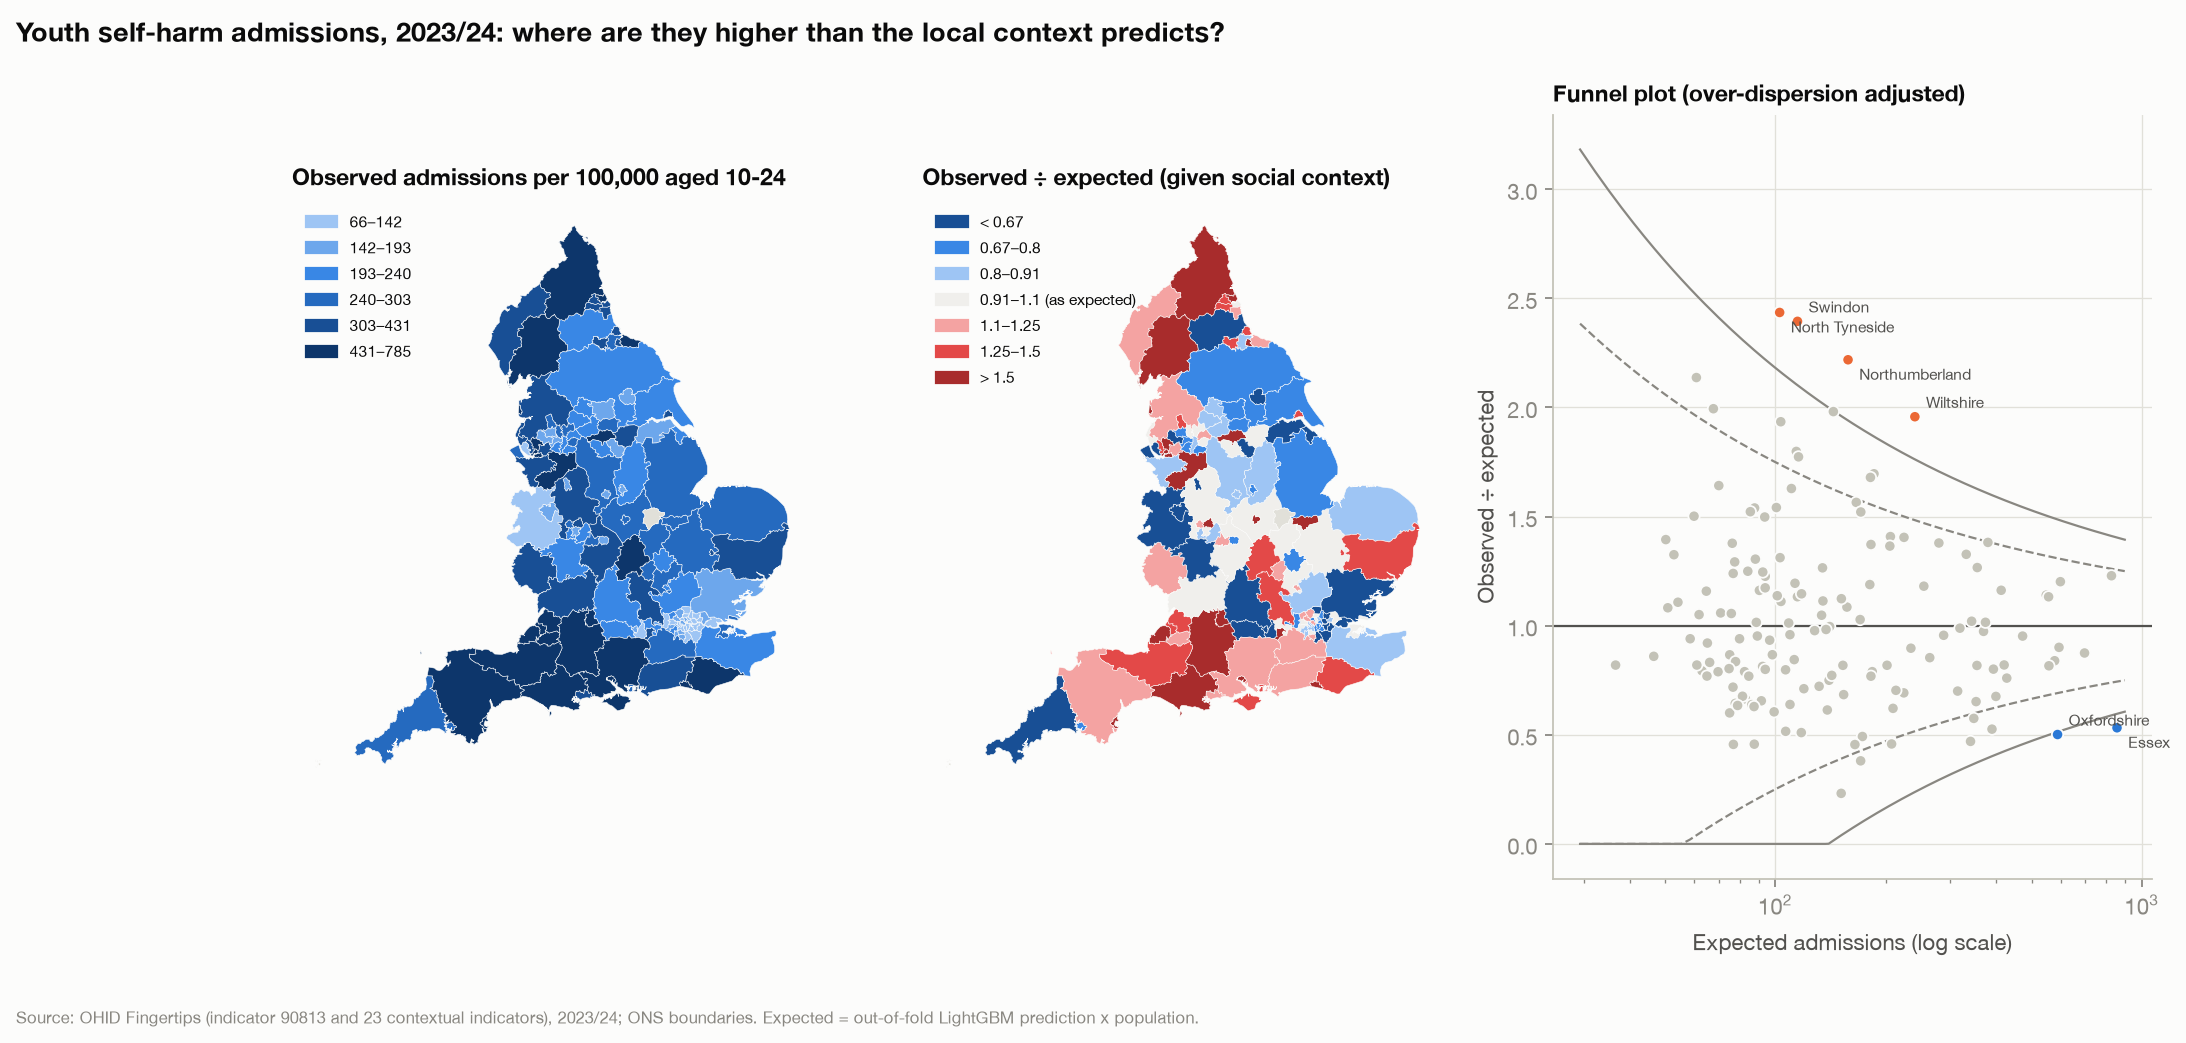 Youth self-harm admissions, 2023/24: where are they higher than the local context predicts?
Observed admissions per 100,000 aged 10-24
66–142
142–193
193–240
240–303
303–431
431–785
Observed ÷ expected (given social context)
< 0.67
0.67–0.8
0.8–0.91
0.91–1.1 (as expected)
1.1–1.25
1.25–1.5
> 1.5
Funnel plot (over-dispersion adjusted)
Observed ÷ expected
3.0
2.5
2.0
1.5
1.0
0.5
0.0
Swindon
North Tyneside
Northumberland
Wiltshire
Oxfordshire
Essex
10²
10³
Expected admissions (log scale)
Source: OHID Fingertips (indicator 90813 and 23 contextual indicators), 2023/24; ONS boundaries. Expected = out-of-fold LightGBM prediction x population.